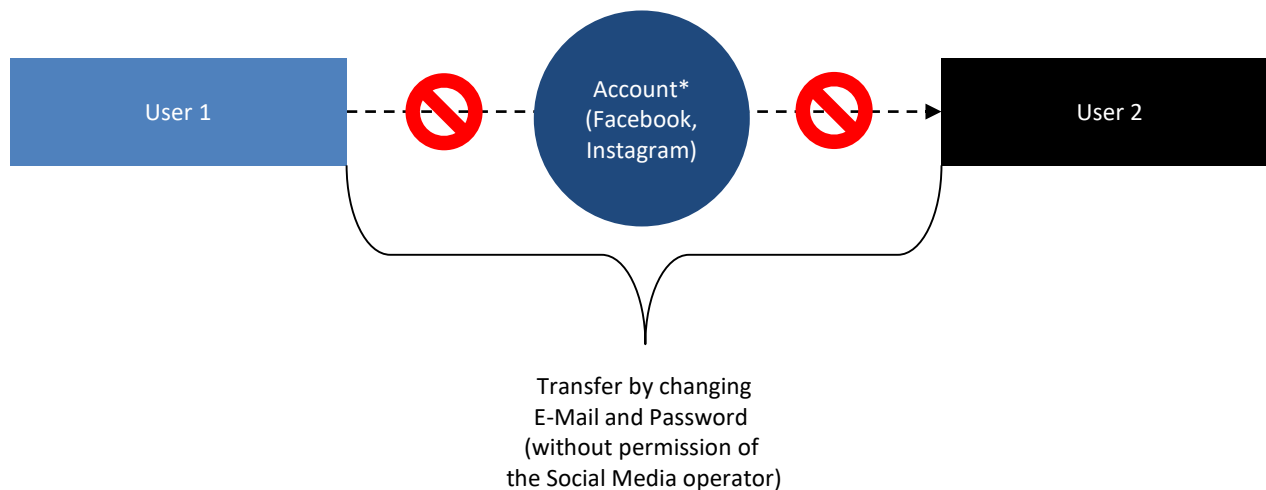 User 1
Account*
(Facebook,
Instagram)
User 2
Transfer by changing
E-Mail and Password
(without permission of
the Social Media operator)